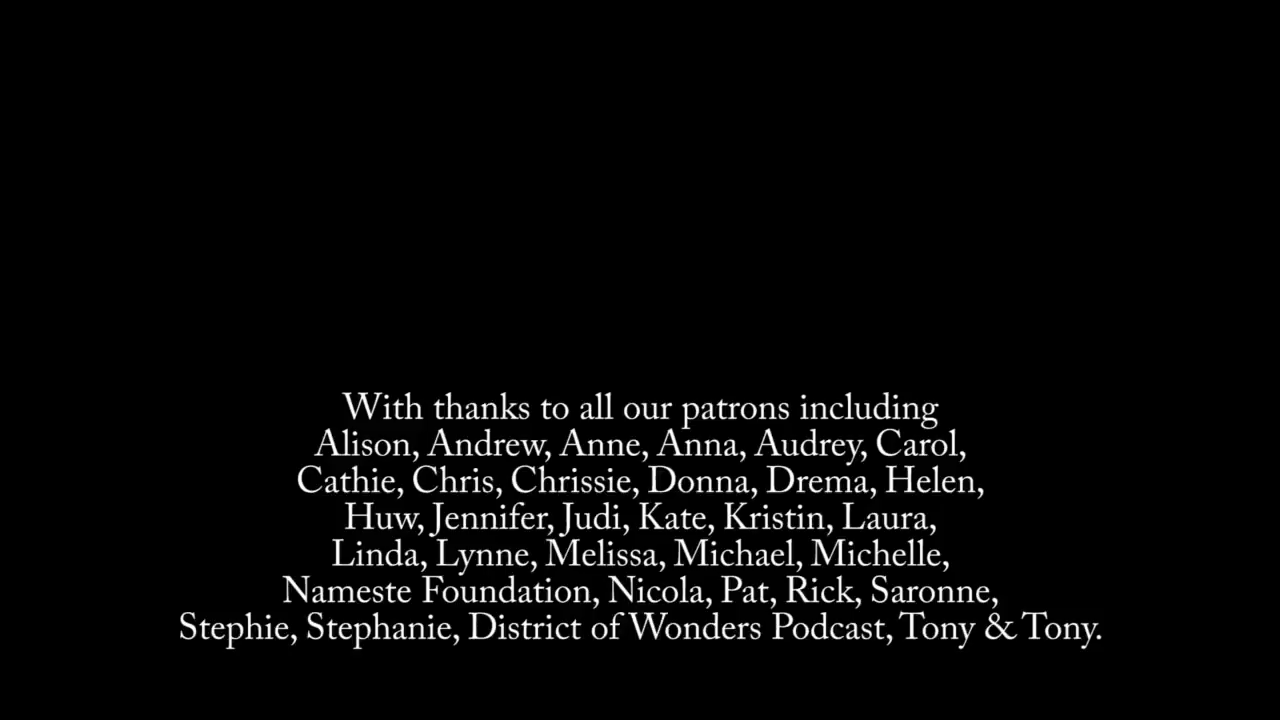 With thanks to all our patrons including
Alison, Andrew, Anne, Anna, Audrey, Carol,
Cathie, Chris, Chrissie, Donna, Drema, Helen,
Huw, Jennifer, Judi, Kate, Kristin, Laura,
Linda, Lynne, Melissa, Michael, Michelle,
Nameste Foundation, Nicola, Pat, Rick, Saronne,
Stephie, Stephanie, District of Wonders Podcast, Tony & Tony.